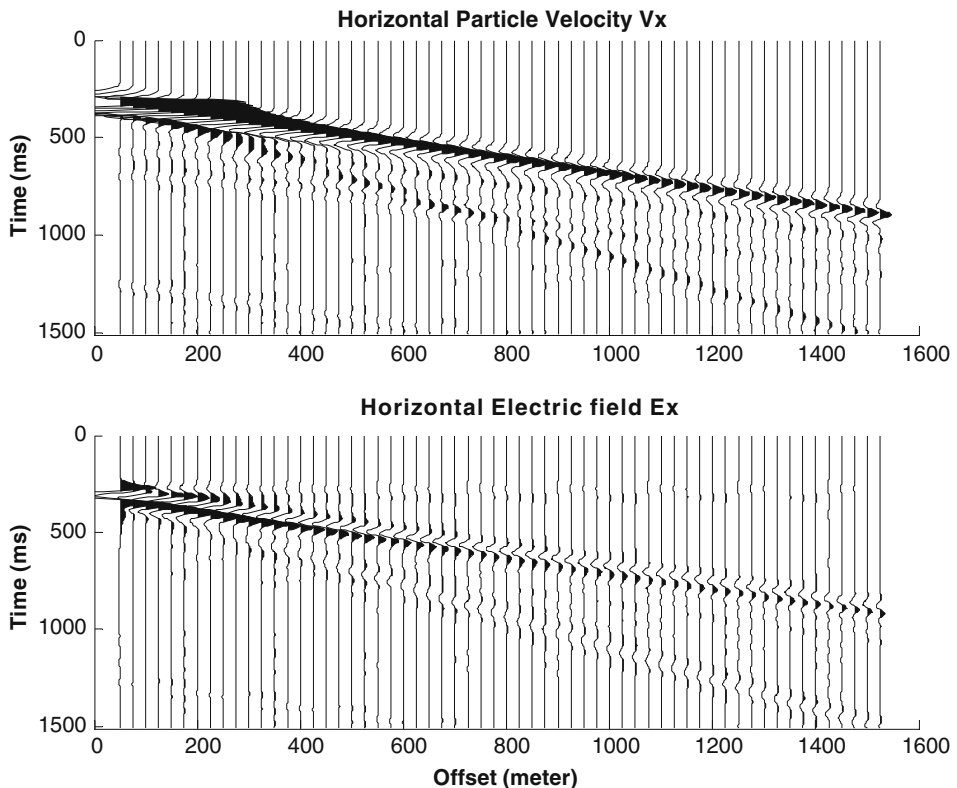 Horizontal Particle Velocity Vx
0
500
1000
1500
Time (ms)
0 200 400 600 800 1000 1200 1400 1600
Horizontal Electric field Ex
0
500
1000
1500
Time (ms)
0 200 400 600 800 1000 1200 1400 1600
Offset (meter)